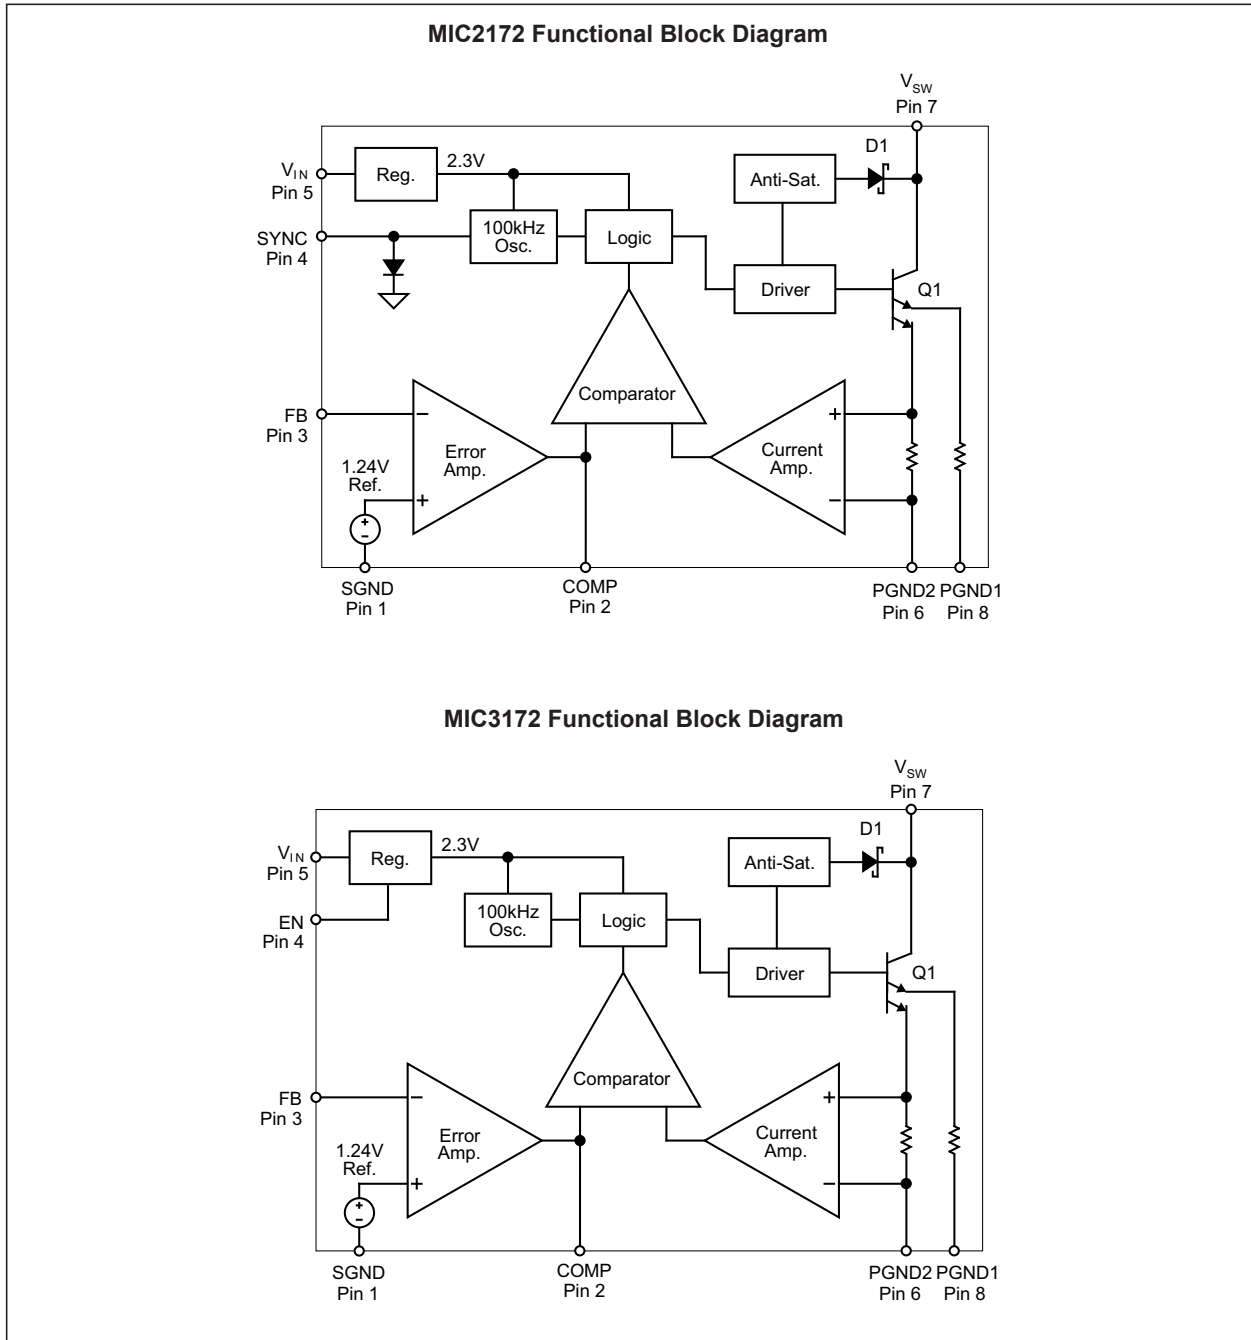 MIC2172 Functional Block Diagram
VSW
Pin 7
D1
VIN
Pin 5
Reg.
2.3V
Anti-Sat.
SYNC
Pin 4
100kHz
Osc.
Logic
Driver
Q1
Comparator
FB
Pin 3
−
Error
Amp.
+
Current
Amp.
−
1.24V
Ref.
+
+
−
SGND
Pin 1
COMP
Pin 2
PGND2
Pin 6
PGND1
Pin 8
MIC3172 Functional Block Diagram
VSW
Pin 7
D1
VIN
Pin 5
Reg.
2.3V
Anti-Sat.
EN
Pin 4
100kHz
Osc.
Logic
Driver
Q1
Comparator
FB
Pin 3
−
Error
Amp.
+
Current
Amp.
−
1.24V
Ref.
+
+
−
SGND
Pin 1
COMP
Pin 2
PGND2
Pin 6
PGND1
Pin 8